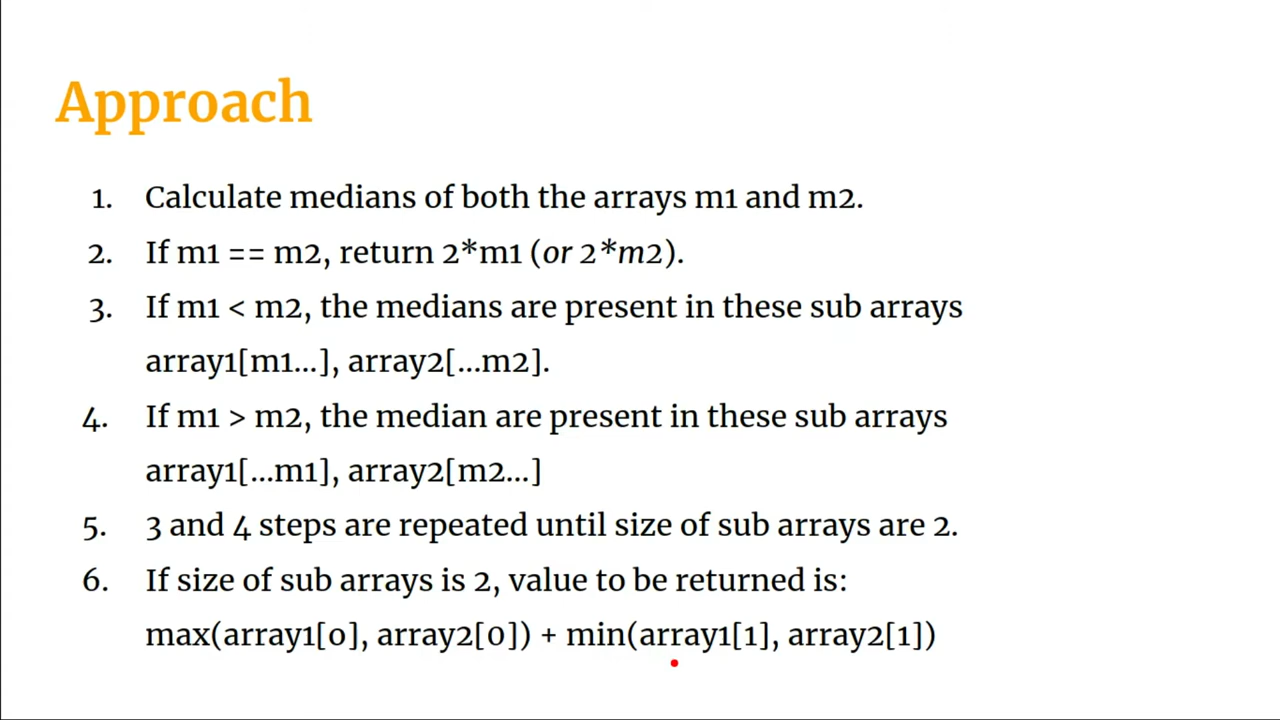 Approach
1. Calculate medians of both the arrays m1 and m2.
2. If m1 == m2, return 2*m1 (or 2*m2).
3. If m1 < m2, the medians are present in these sub arrays
array1[m1...], array2[...m2].
4. If m1 > m2, the median are present in these sub arrays
array1[...m1], array2[m2...]
5. 3 and 4 steps are repeated until size of sub arrays are 2.
6. If size of sub arrays is 2, value to be returned is:
max(array1[0], array2[0]) + min(array1[1], array2[1])